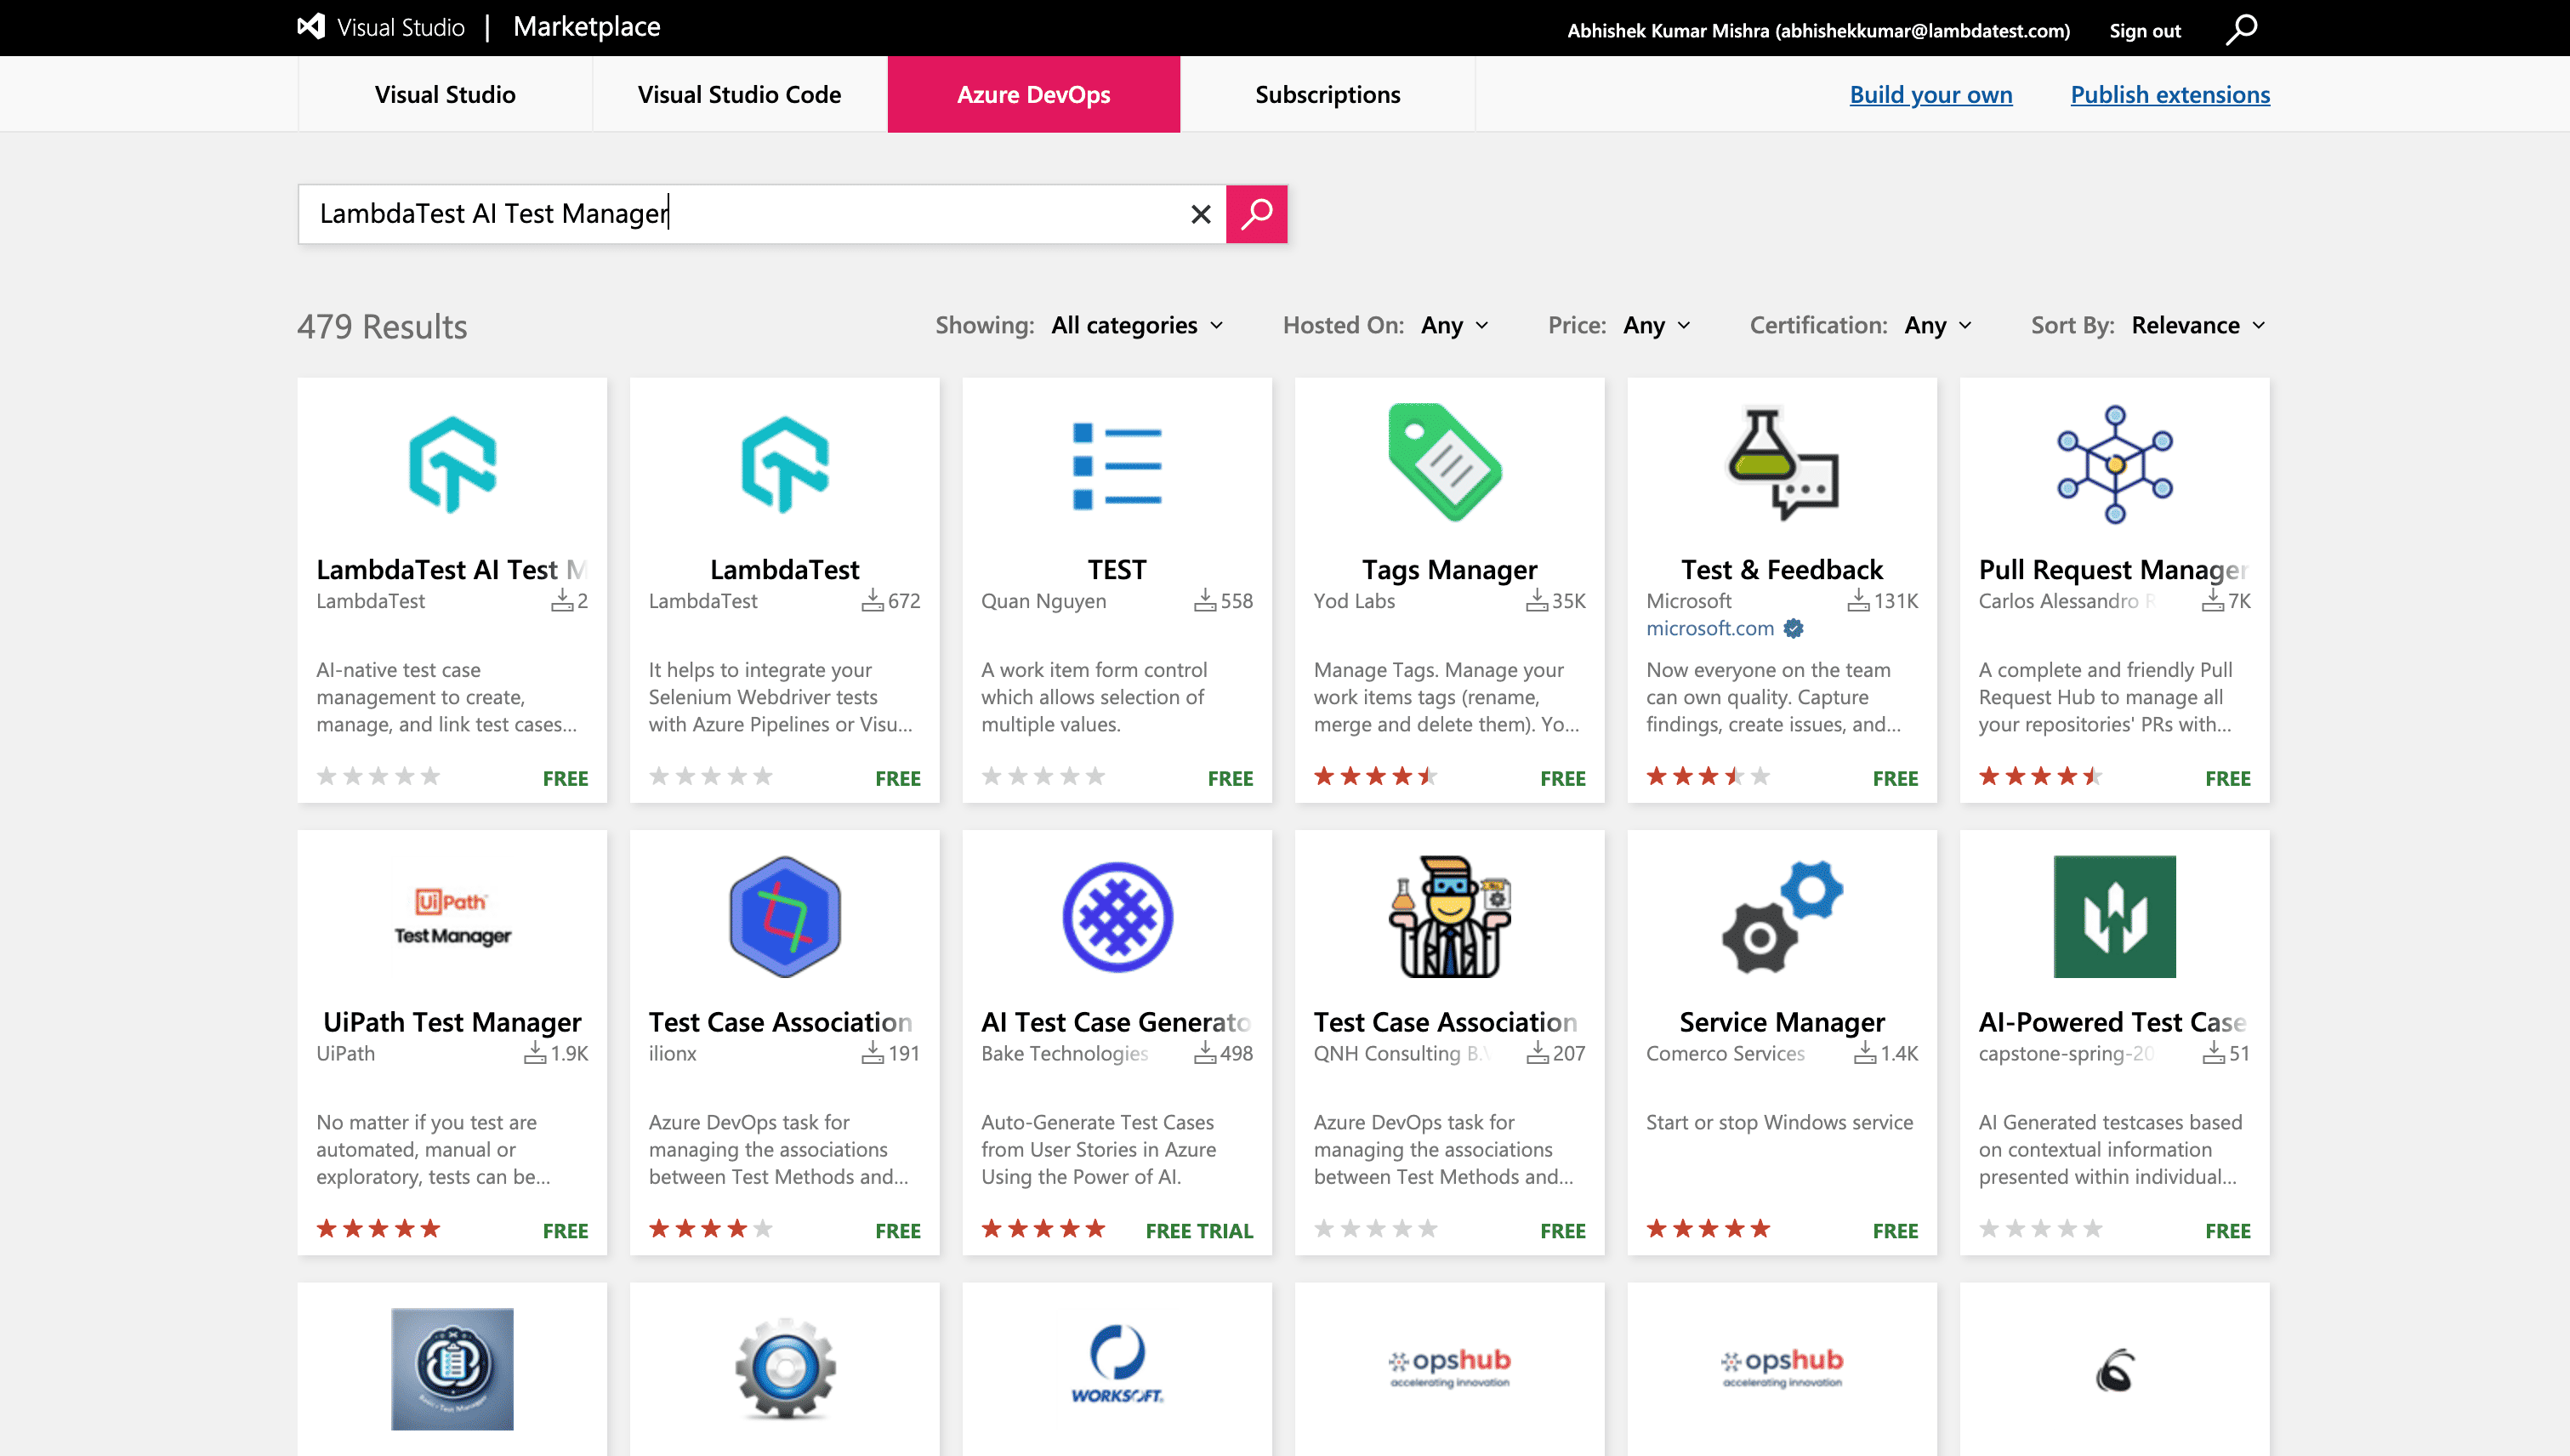 Visual Studio | Marketplace
Abhishek Kumar Mishra (abhishekkumar@lambdatest.com) Sign out
Visual Studio Visual Studio Code Azure DevOps Subscriptions Build your own Publish extensions
LambdaTest AI Test Manager
479 Results
Showing: All categories Hosted On: Any Price: Any Certification: Any Sort By: Relevance
LambdaTest AI Test M
LambdaTest 2
AI-native test case
management to create,
manage, and link test cases...
FREE
LambdaTest
LambdaTest 672
It helps to integrate your
Selenium Webdriver tests
with Azure Pipelines or Visu...
FREE
TEST
Quan Nguyen 558
A work item form control
which allows selection of
multiple values.
FREE
Tags Manager
Yod Labs 35K
Manage Tags. Manage your
work items tags (rename,
merge and delete them). Yo...
FREE
Test & Feedback
Microsoft 131K
microsoft.com
Now everyone on the team
can own quality. Capture
findings, create issues, and...
FREE
Pull Request Manager
Carlos Alessandro R 7K
A complete and friendly Pull
Request Hub to manage all
your repositories' PRs with...
FREE
UiPath
Test Manager
UiPath Test Manager
UiPath 1.9K
No matter if you test are
automated, manual or
exploratory, tests can be...
FREE
Test Case Association
ilionx 191
Azure DevOps task for
managing the associations
between Test Methods and...
FREE
AI Test Case Generato
Bake Technologies 498
Auto-Generate Test Cases
from User Stories in Azure
Using the Power of AI.
FREE TRIAL
Test Case Association
QNH Consulting B.V 207
Azure DevOps task for
managing the associations
between Test Methods and...
FREE
Service Manager
Comerco Services 1.4K
Start or stop Windows service
FREE
AI-Powered Test Case
capstone-spring-20 51
AI Generated testcases based
on contextual information
presented within individual...
FREE
WORKSOFT
opshub
accelerating innovation
opshub
accelerating innovation